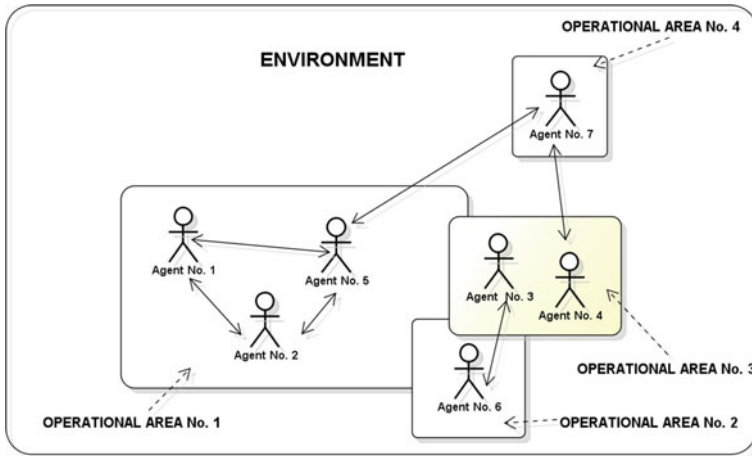 OPERATIONAL AREA No. 4
ENVIRONMENT
Agent No. 7
Agent No. 1
Agent No. 5
Agent No. 3
Agent No. 4
Agent No. 2
OPERATIONAL AREA No. 3
Agent No. 6
OPERATIONAL AREA No. 1
OPERATIONAL AREA No. 2